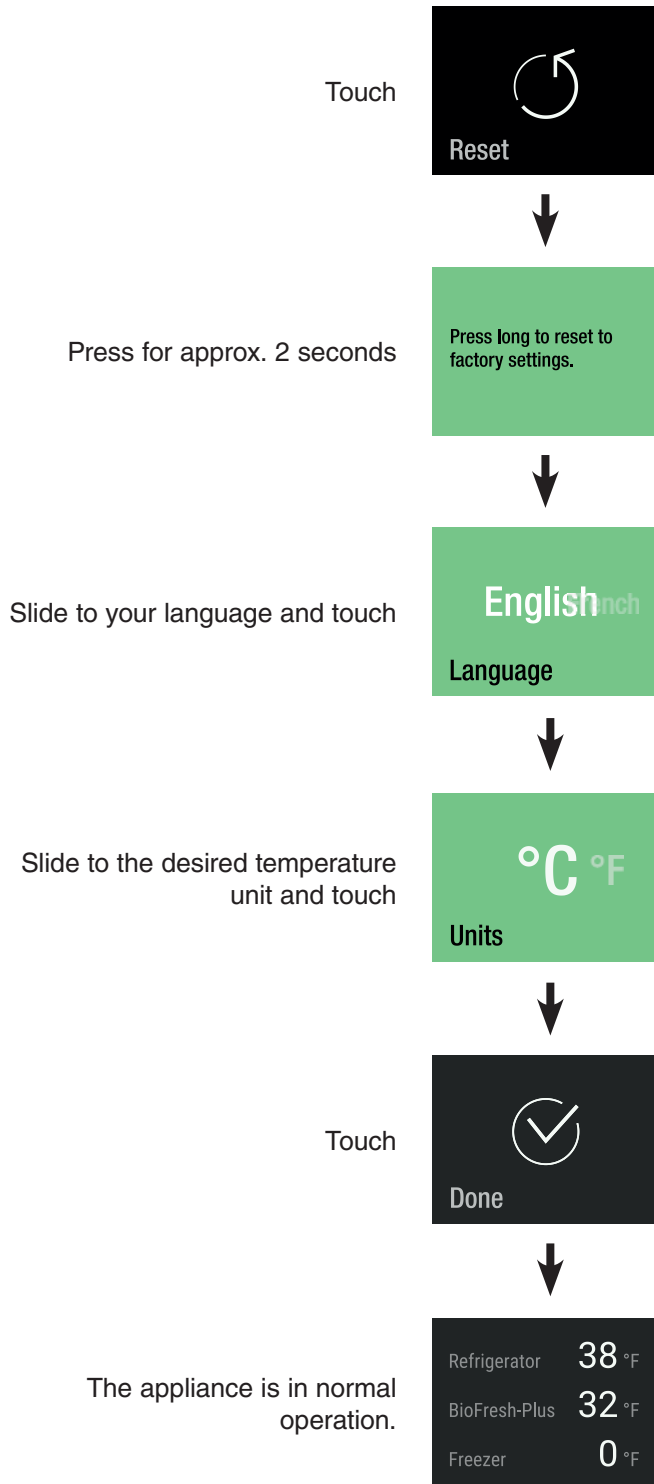 Touch
Reset
Press for approx. 2 seconds
Press long to reset to
factory settings.
Slide to your language and touch
English French
Language
Slide to the desired temperature
unit and touch
°C °F
Units
Touch
Done
The appliance is in normal
operation.
Refrigerator 38 °F
BioFresh-Plus 32 °F
Freezer 0 °F